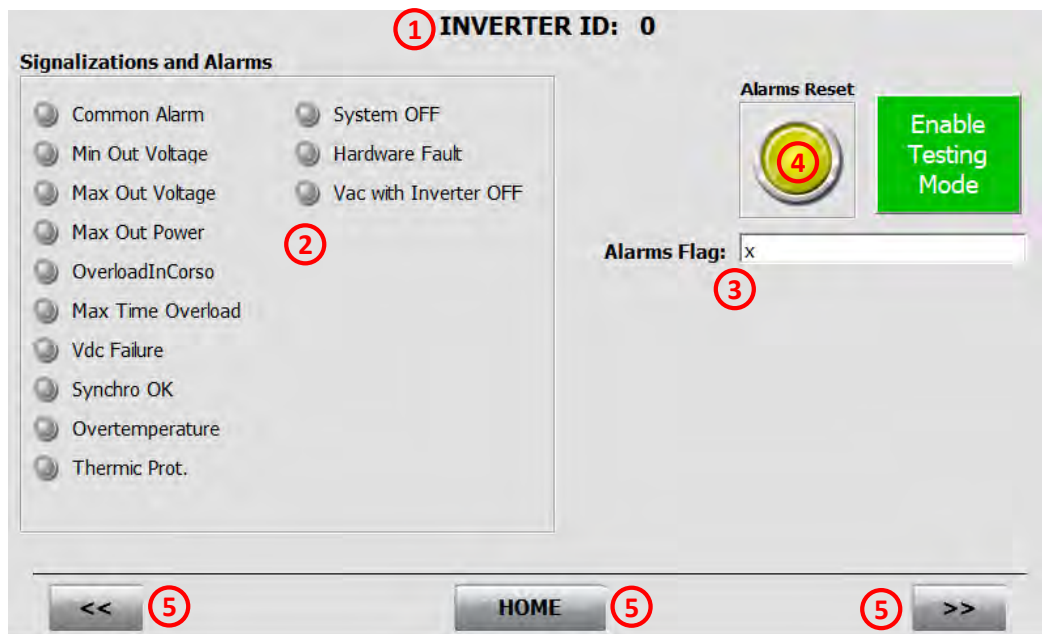 1 INVERTER ID: 0
Signalizations and Alarms
Common Alarm
Min Out Voltage
Max Out Voltage
Max Out Power
OverloadInCorso
Max Time Overload
Vdc Failure
Synchro OK
Overtemperature
Thermic Prot.
System OFF
Hardware Fault
Vac with Inverter OFF
2
Alarms Reset
4
Enable
Testing
Mode
Alarms Flag: x
3
<< 5 HOME 5 5 >>